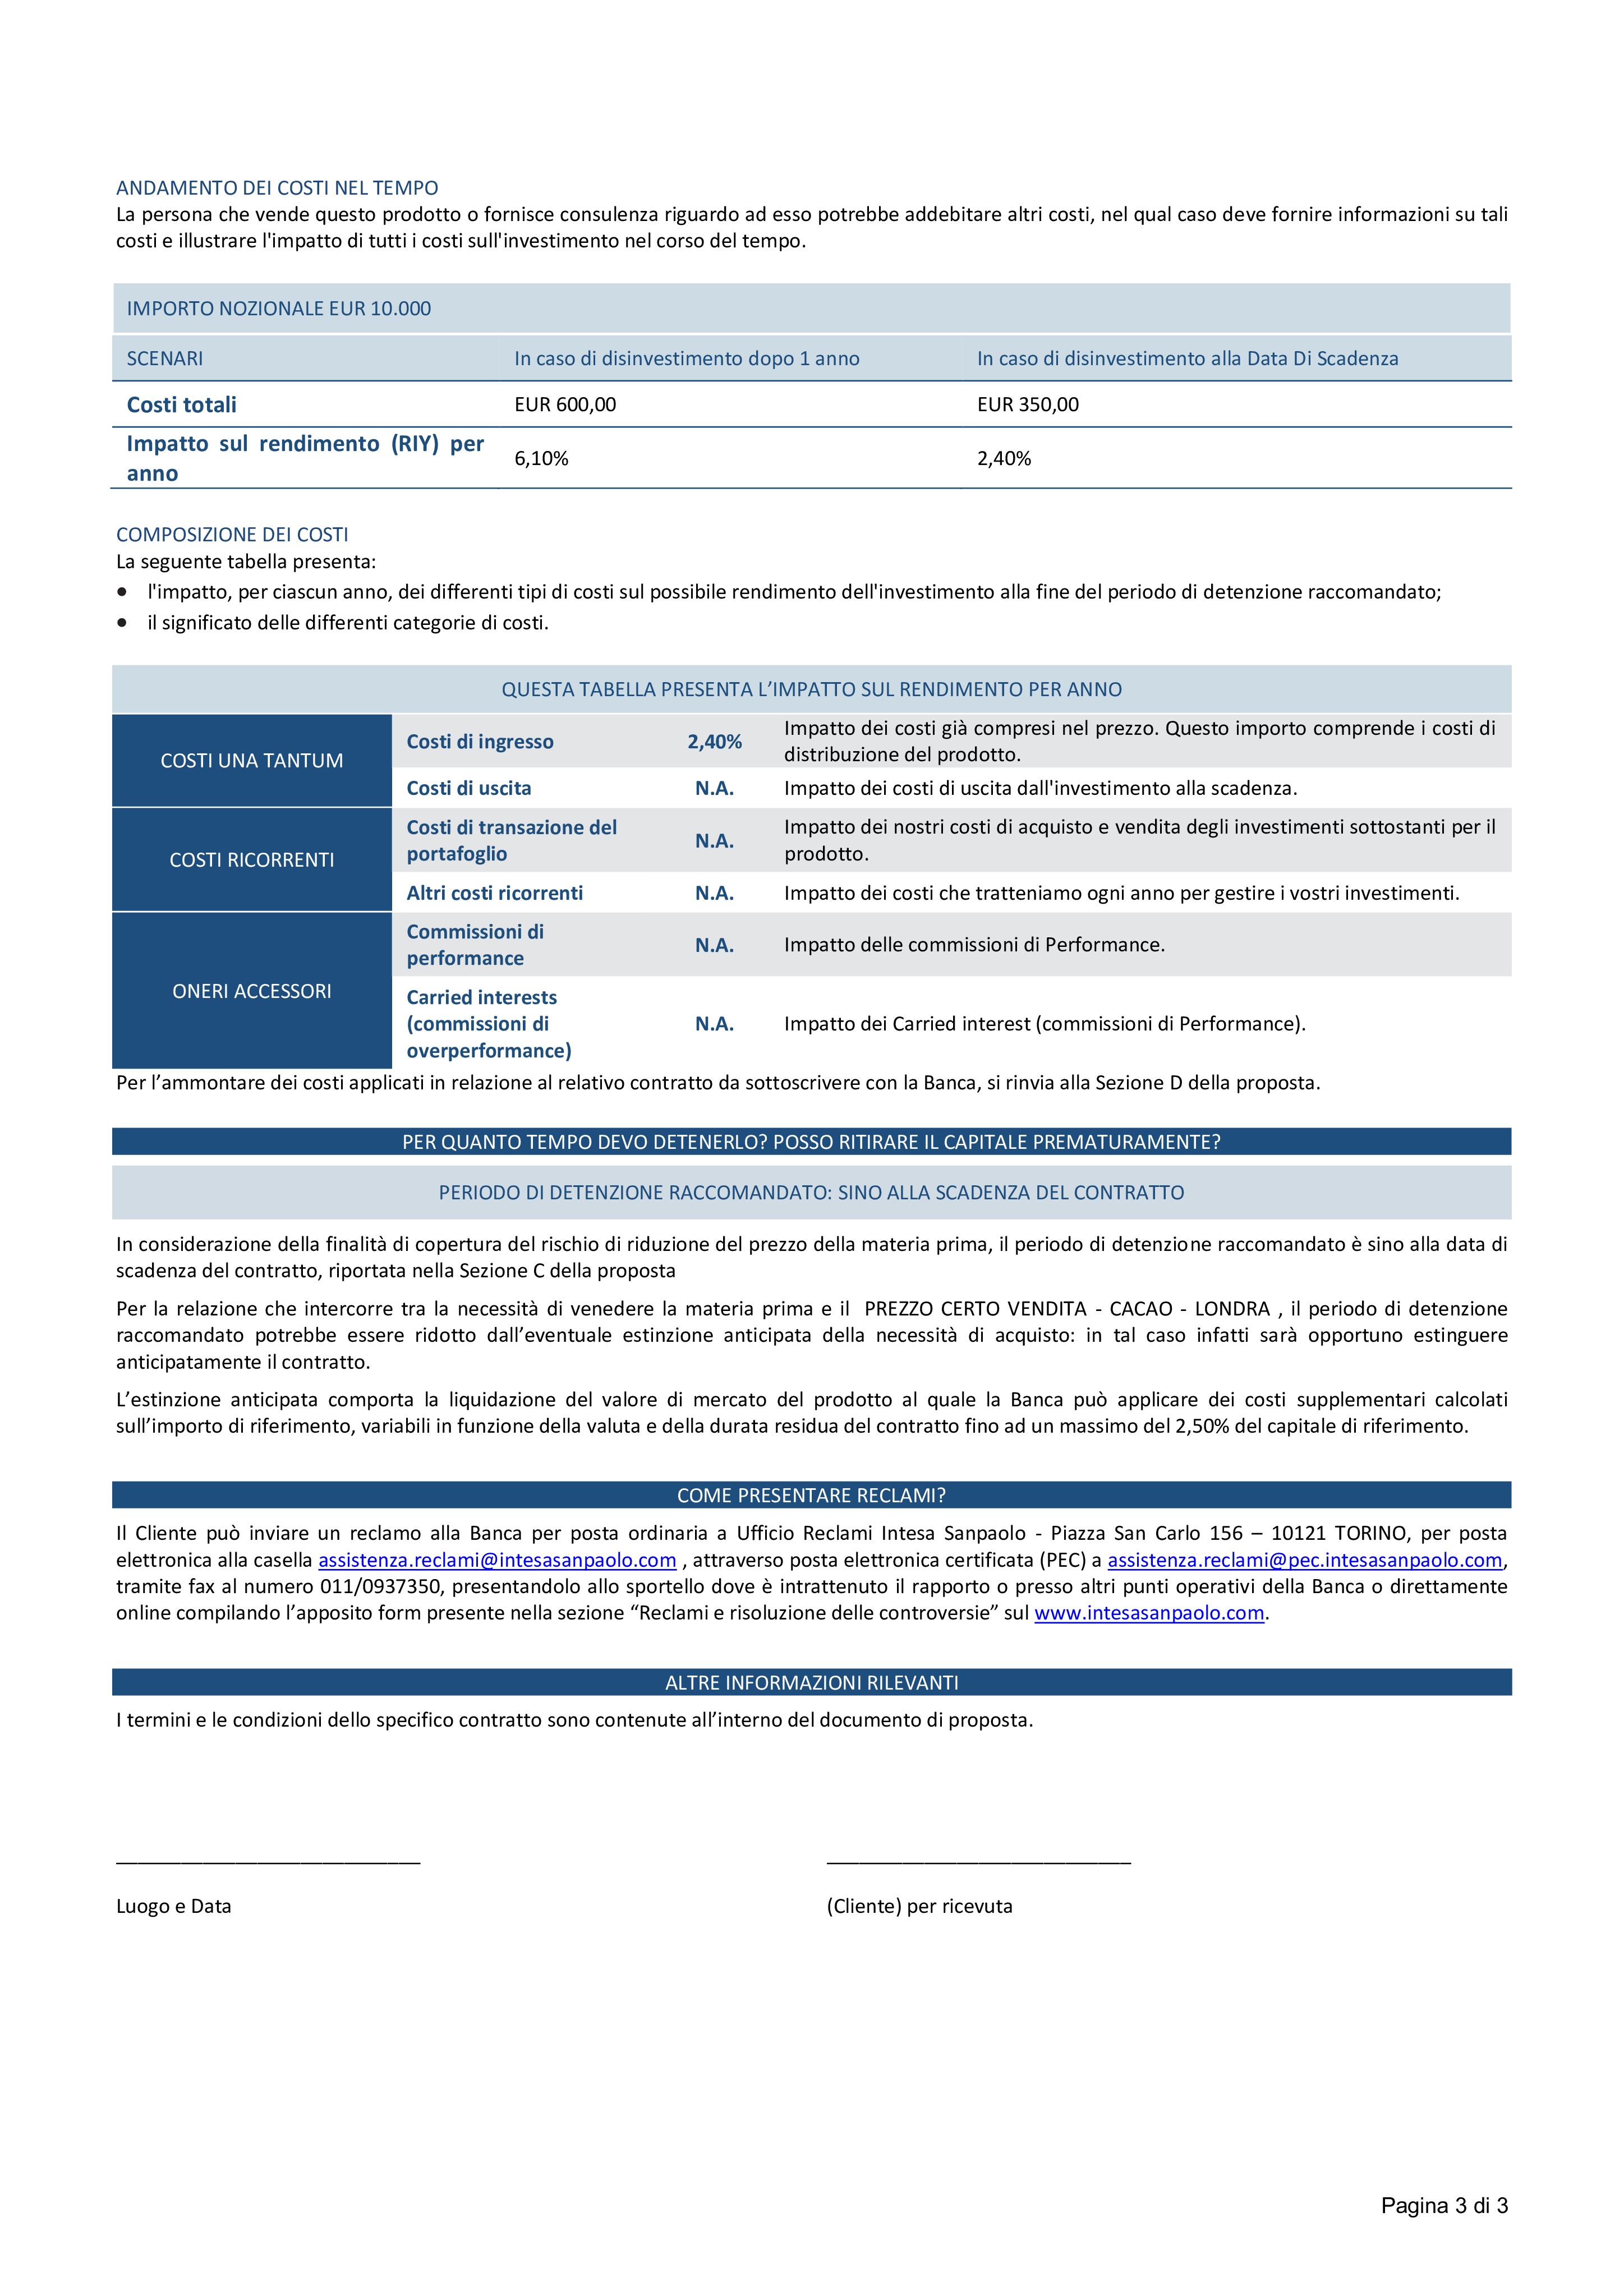 ANDAMENTO DEI COSTI NEL TEMPO
La persona che vende questo prodotto o fornisce consulenza riguardo ad esso potrebbe addebitare altri costi, nel qual caso deve fornire informazioni su tali
costi e illustrare l'impatto di tutti i costi sull'investimento nel corso del tempo.
IMPORTO NOZIONALE EUR 10.000
SCENARI In caso di disinvestimento dopo 1 anno In caso di disinvestimento alla Data Di Scadenza
Costi totali EUR 600,00 EUR 350,00
Impatto sul rendimento (RIY) per
anno
6,10% 2,40%
COMPOSIZIONE DEI COSTI
La seguente tabella presenta:
• l'impatto, per ciascun anno, dei differenti tipi di costi sul possibile rendimento dell'investimento alla fine del periodo di detenzione raccomandato;
• il significato delle differenti categorie di costi.
QUESTA TABELLA PRESENTA L’IMPATTO SUL RENDIMENTO PER ANNO
COSTI UNA TANTUM
Costi di ingresso 2,40%
Impatto dei costi già compresi nel prezzo. Questo importo comprende i costi di
distribuzione del prodotto.
Costi di uscita N.A. Impatto dei costi di uscita dall'investimento alla scadenza.
COSTI RICORRENTI
Costi di transazione del
portafoglio
N.A.
Impatto dei nostri costi di acquisto e vendita degli investimenti sottostanti per il
prodotto.
Altri costi ricorrenti N.A. Impatto dei costi che tratteniamo ogni anno per gestire i vostri investimenti.
ONERI ACCESSORI
Commissioni di
performance
N.A. Impatto delle commissioni di Performance.
Carried interests
(commissioni di
overperformance)
N.A. Impatto dei Carried interest (commissioni di Performance).
Per l’ammontare dei costi applicati in relazione al relativo contratto da sottoscrivere con la Banca, si rinvia alla Sezione D della proposta.
PER QUANTO TEMPO DEVO DETENERLO? POSSO RITIRARE IL CAPITALE PREMATURAMENTE?
PERIODO DI DETENZIONE RACCOMANDATO: SINO ALLA SCADENZA DEL CONTRATTO
In considerazione della finalità di copertura del rischio di riduzione del prezzo della materia prima, il periodo di detenzione raccomandato è sino alla data di
scadenza del contratto, riportata nella Sezione C della proposta
Per la relazione che intercorre tra la necessità di venedere la materia prima e il PREZZO CERTO VENDITA - CACAO - LONDRA , il periodo di detenzione
raccomandato potrebbe essere ridotto dall’eventuale estinzione anticipata della necessità di acquisto: in tal caso infatti sarà opportuno estinguere
anticipatamente il contratto.
L’estinzione anticipata comporta la liquidazione del valore di mercato del prodotto al quale la Banca può applicare dei costi supplementari calcolati
sull’importo di riferimento, variabili in funzione della valuta e della durata residua del contratto fino ad un massimo del 2,50% del capitale di riferimento.
COME PRESENTARE RECLAMI?
Il Cliente può inviare un reclamo alla Banca per posta ordinaria a Ufficio Reclami Intesa Sanpaolo - Piazza San Carlo 156 – 10121 TORINO, per posta
elettronica alla casella assistenza.reclami@intesasanpaolo.com , attraverso posta elettronica certificata (PEC) a assistenza.reclami@pec.intesasanpaolo.com,
tramite fax al numero 011/0937350, presentandolo allo sportello dove è intrattenuto il rapporto o presso altri punti operativi della Banca o direttamente
online compilando l’apposito form presente nella sezione “Reclami e risoluzione delle controversie” sul www.intesasanpaolo.com.
ALTRE INFORMAZIONI RILEVANTI
I termini e le condizioni dello specifico contratto sono contenute all’interno del documento di proposta.
____________________________ ____________________________
Luogo e Data (Cliente) per ricevuta
Pagina 3 di 3